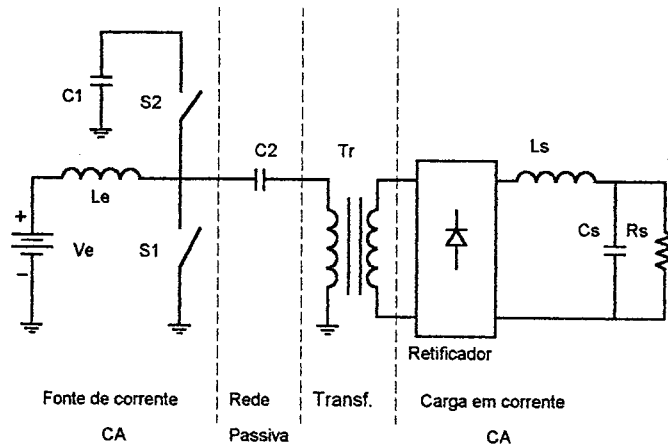 C1
S2
C2
Tr
Ls
Le
+
Ve
−
S1
Cs
Rs
Retificador
Fonte de corrente
CA
Rede
Passiva
Transf.
Carga em corrente
CA